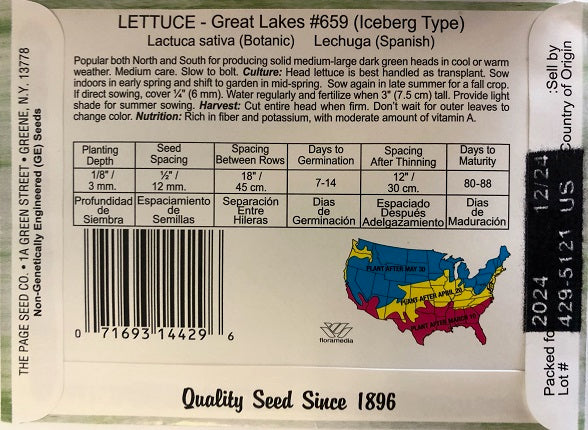 LETTUCE - Great Lakes #659 (Iceberg Type)
Lactuca sativa (Botanic) Lechuga (Spanish)
Popular both North and South for producing solid medium-large dark green heads in cool or warm
weather. Medium care. Slow to bolt. Culture: Head lettuce is best handled as transplant. Sow
indoors in early spring and shift to garden in mid-spring. Sow again in late summer for a fall crop.
If direct sowing, cover ¼" (6 mm). Water regularly and fertilize when 3" (7.5 cm) tall. Provide light
shade for summer sowing. Harvest: Cut entire head when firm. Don't wait for outer leaves to
change color. Nutrition: Rich in fiber and potassium, with moderate amount of vitamin A.
Planting Depth Seed Spacing Spacing Between Rows Days to Germination Spacing After Thinning Days to Maturity
1/8" / 3 mm. ½" / 12 mm. 18" / 45 cm. 7-14 12" / 30 cm. 80-88
Profundidad de Siembra Espaciamiento de Semillas Separación Entre Hileras Dias de Germinación Espaciado Después Adelgazamiento Dias de Maduración
0 71693 14429 6
floramedia
PLANT AFTER MAY 30
PLANT AFTER APRIL 20
PLANT AFTER MARCH 10
Quality Seed Since 1896
THE PAGE SEED CO. • 1A GREEN STREET • GREENE, N.Y. 13778
Non-Genetically Engineered (GE) Seeds
Packed fo 2024 12/24 :Sell by
Lot # 429-5121 US Country of Origin